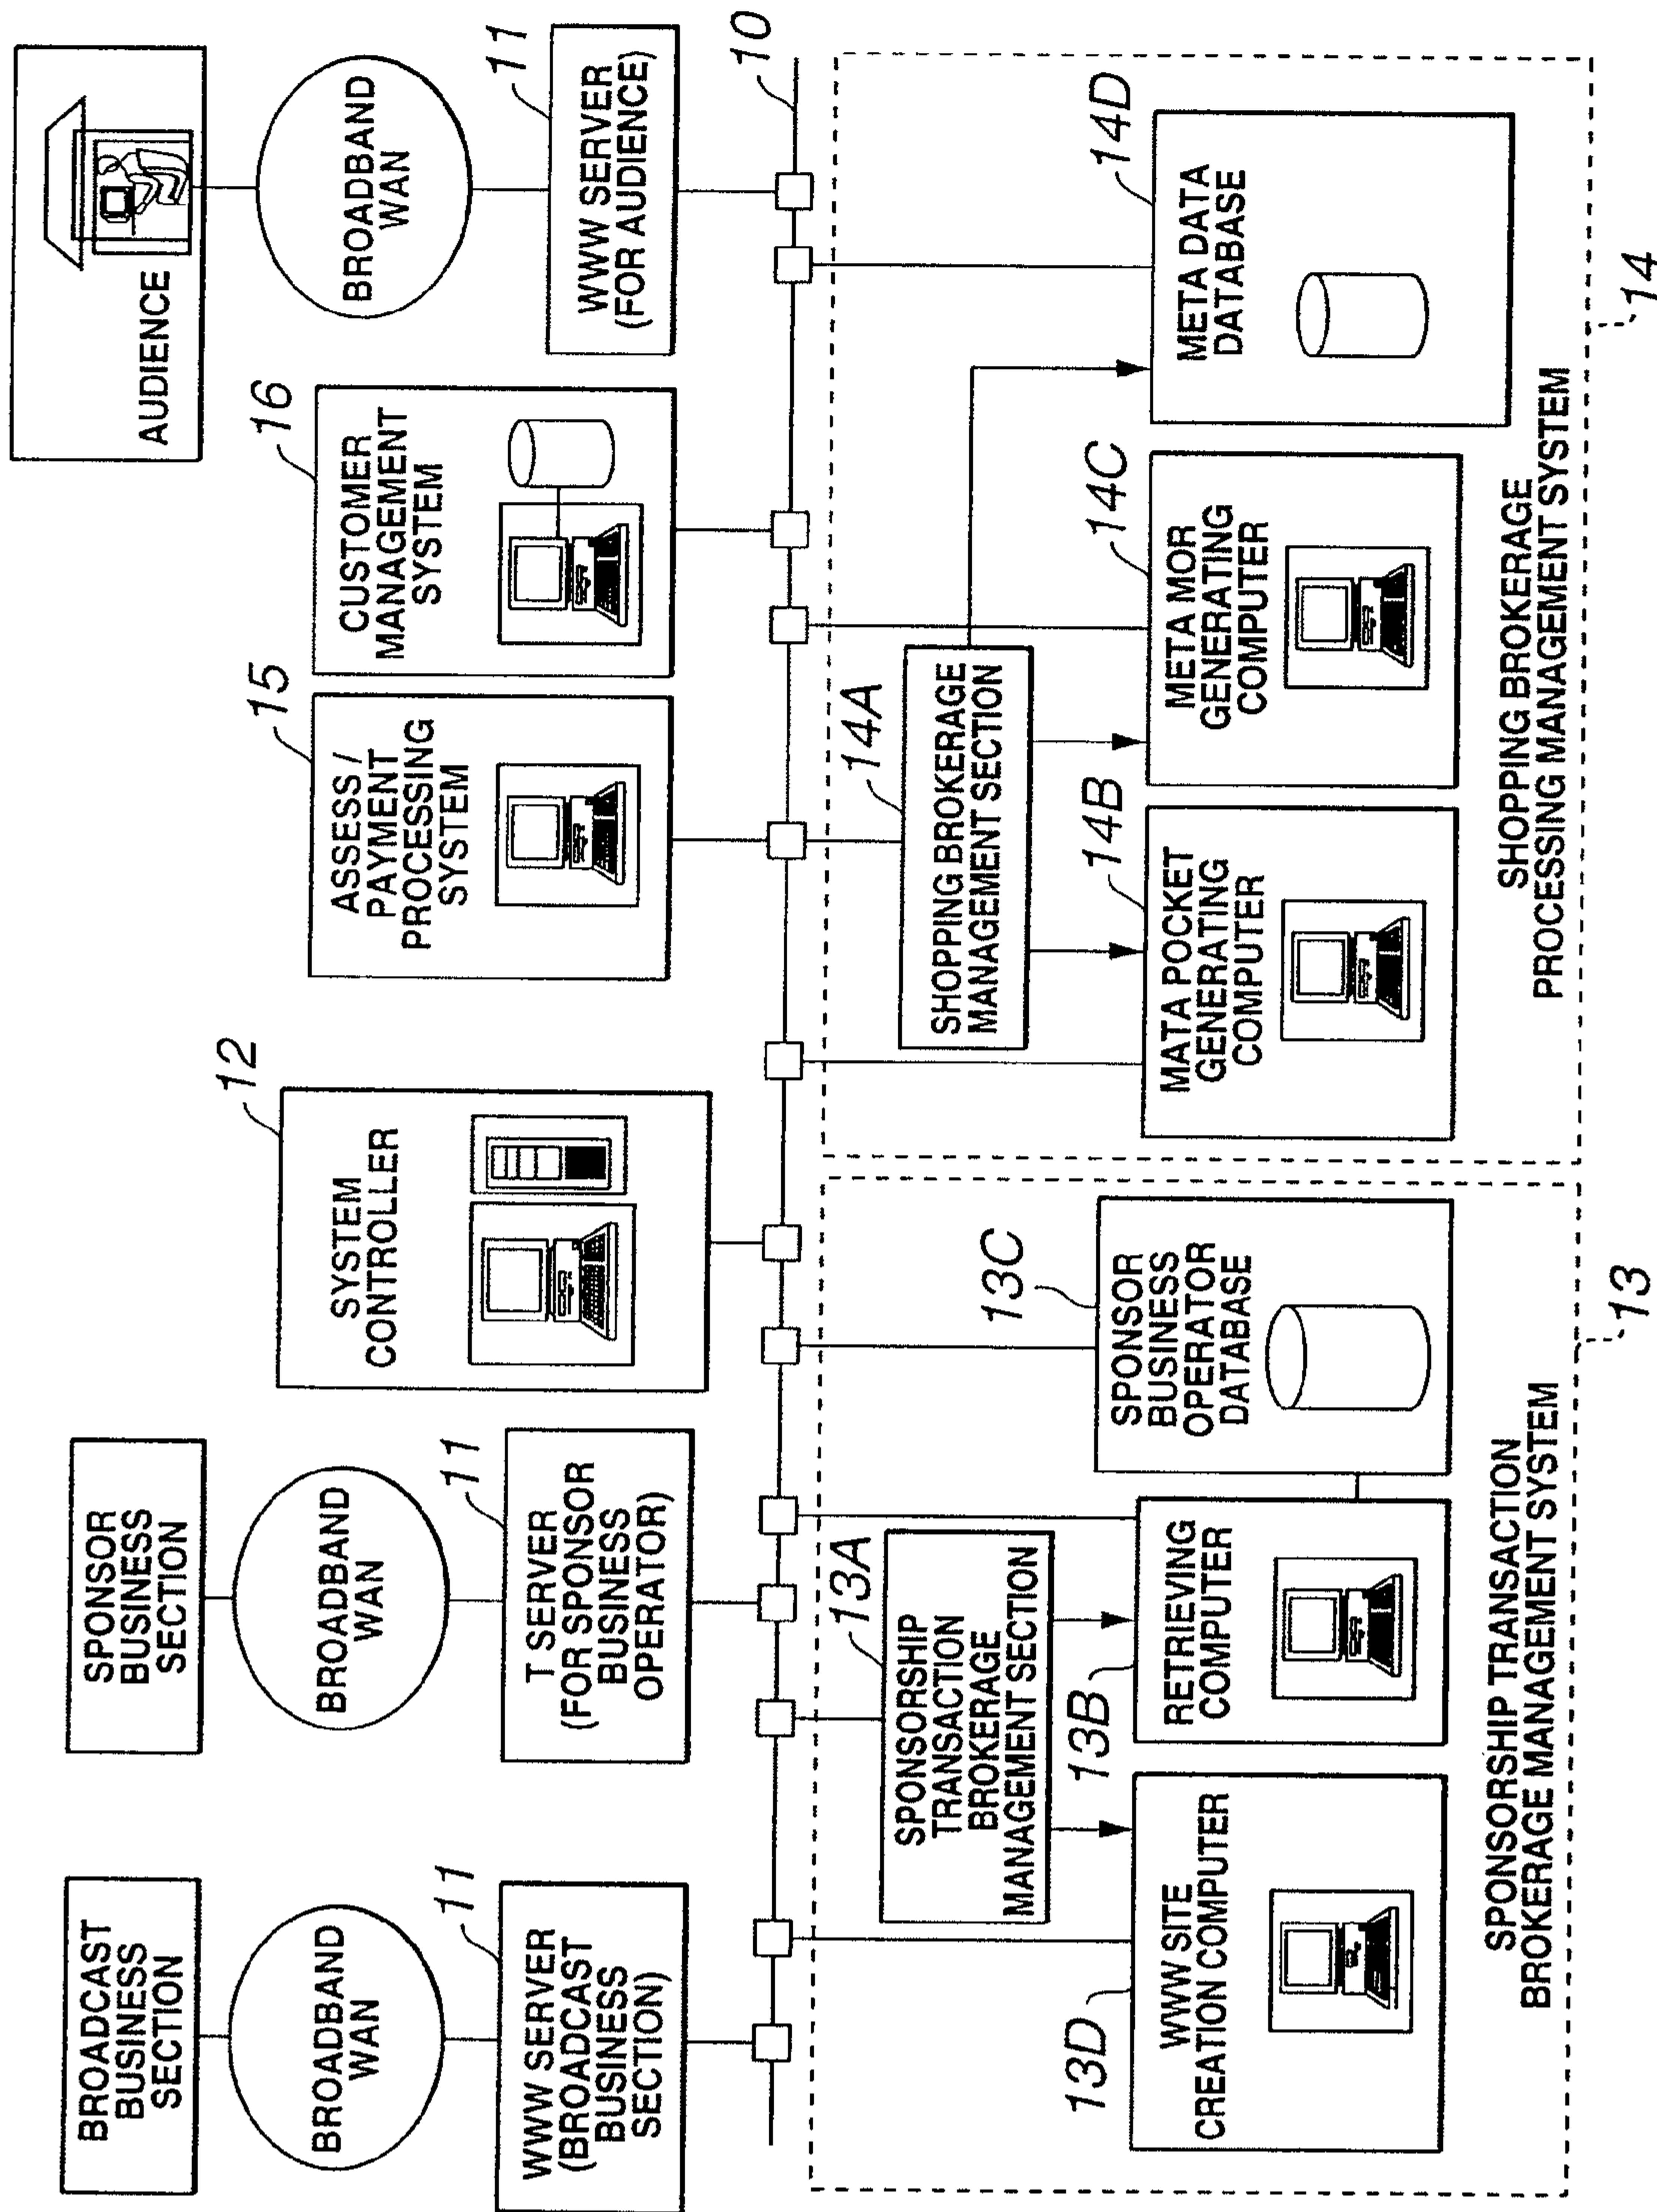 BROADCAST
BUSINESS
SECTION
BROADBAND
WAN
11
WWW SERVER
(BROADCAST
BUSINESS
SECTION)
SPONSOR
BUSINESS
SECTION
BROADBAND
WAN
11
T SERVER
(FOR SPONSOR
BUSINESS
OPERATOR)
12
SYSTEM
CONTROLLER
15
ASSESS /
PAYMENT
PROCESSING
SYSTEM
16
CUSTOMER
MANAGEMENT
SYSTEM
AUDIENCE
BROADBAND
WAN
11
WWW SERVER
(FOR AUDIENCE)
10
13A
SPONSORSHIP
TRANSACTION
BROKERAGE
MANAGEMENT SECTION
13D
WWW SITE
CREATION COMPUTER
13B
RETRIEVING
COMPUTER
13C
SPONSOR
BUSINESS
OPERATOR
DATABASE
SPONSORSHIP TRANSACTION
BROKERAGE MANAGEMENT SYSTEM
13
14A
SHOPPING BROKERAGE
MANAGEMENT SECTION
14B
MATA POCKET
GENERATING
COMPUTER
14C
META MOR
GENERATING
COMPUTER
14D
META DATA
DATABASE
SHOPPING BROKERAGE
PROCESSING MANAGEMENT SYSTEM
14